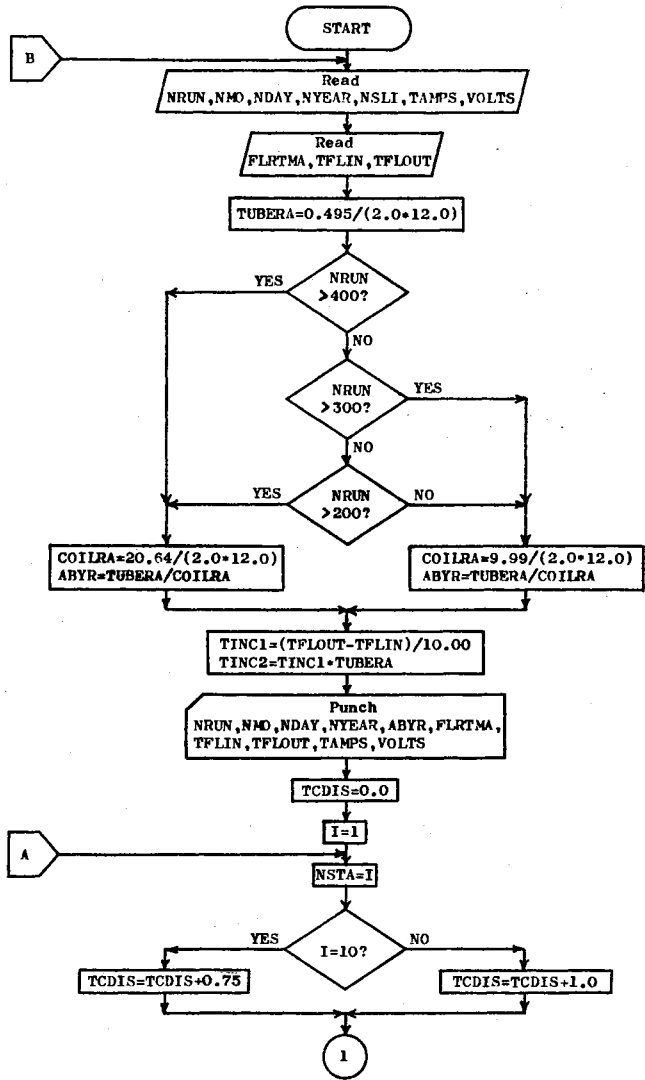 START
B
Read
NRUN,NMO,NDAY,NYEAR,NSLI,TAMPS,VOLTS
Read
FLRTMA,TFLIN,TFLOUT
TUBERA=0.495/(2.0*12.0)
YES
NRUN
>400?
NO
NRUN
>300?
YES
NO
YES
NRUN
>200?
NO
COILRA=20.64/(2.0*12.0)
ABYR=TUBERA/COILRA
COILRA=9.99/(2.0*12.0)
ABYR=TUBERA/COILRA
TINC1=(TFLOUT-TFLIN)/10.00
TINC2=TINC1*TUBERA
Punch
NRUN,NMO,NDAY,NYEAR,ABYR,FLRTMA,
TFLIN,TFLOUT,TAMPS,VOLTS
TCDIS=0.0
I=1
A
NSTA=I
YES
I=10?
NO
TCDIS=TCDIS+0.75
TCDIS=TCDIS+1.0
1